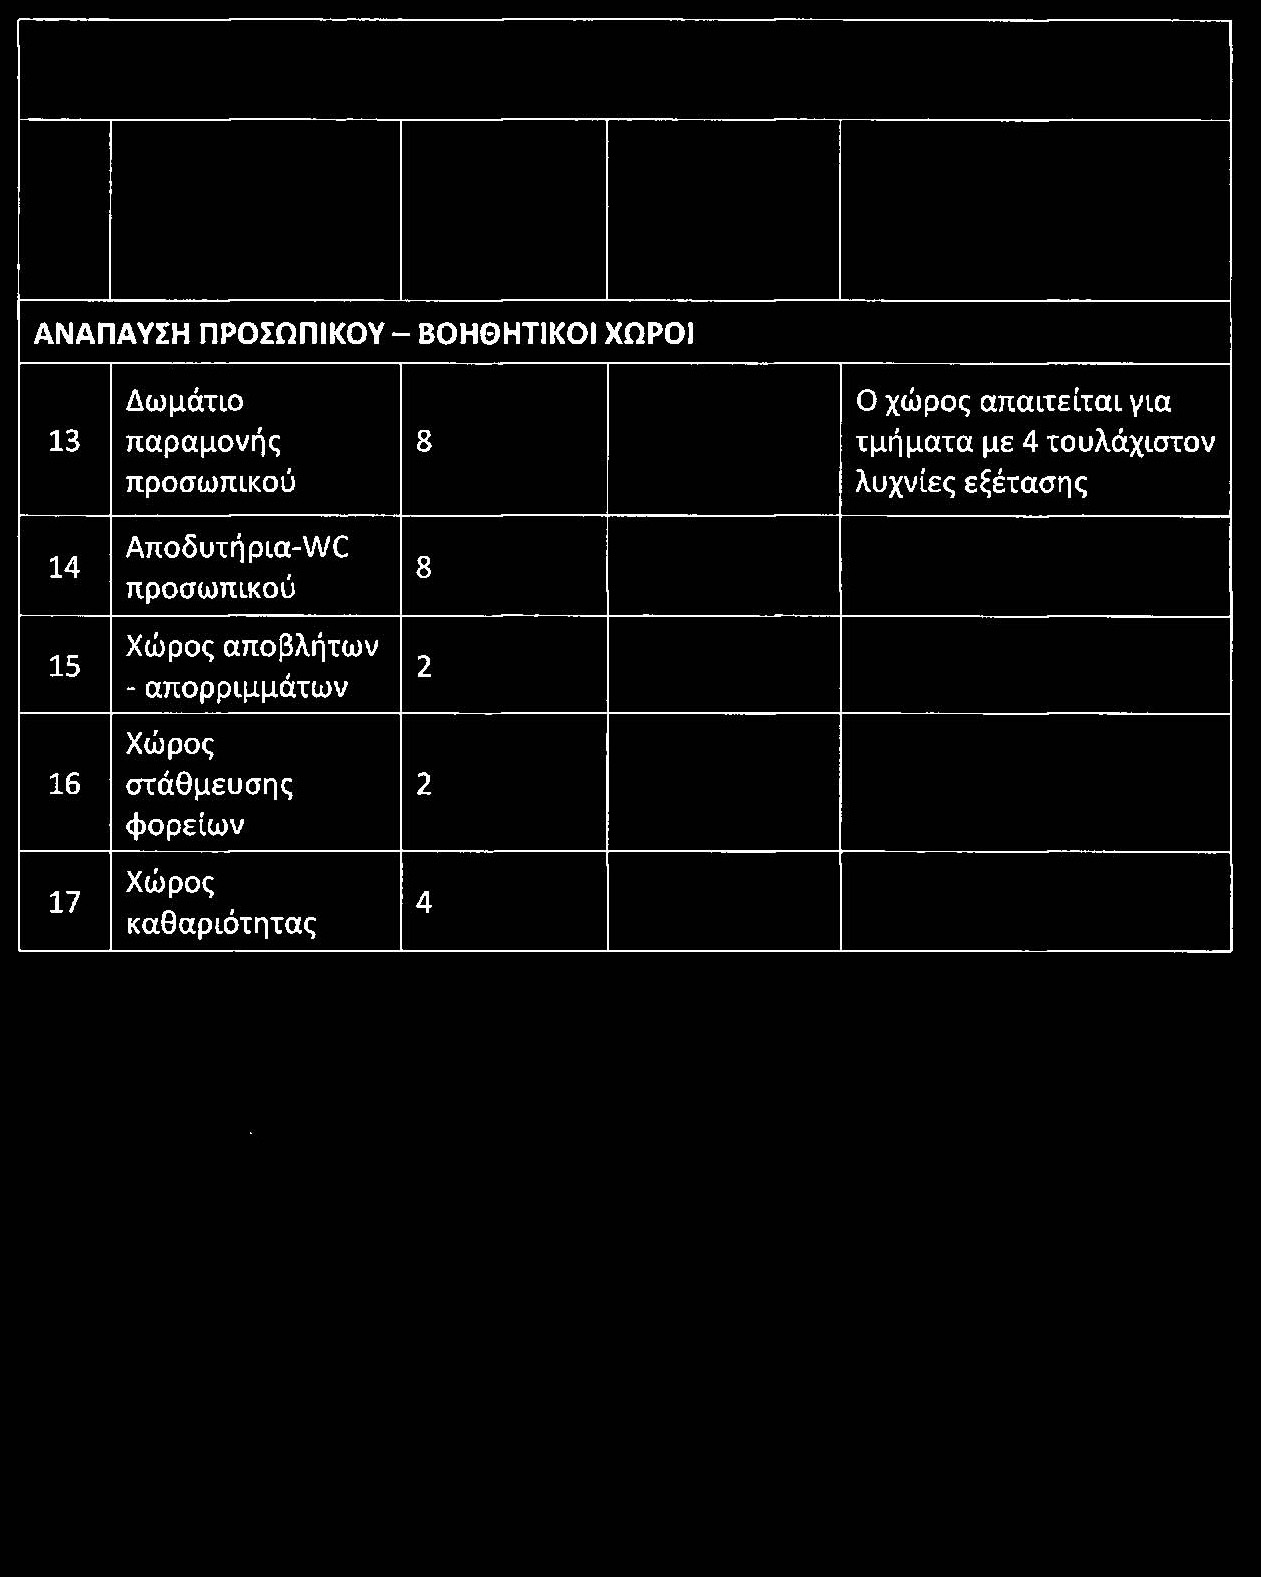 ΑΝΑΠΑΥΣΗ ΠΡΟΣΩΠΙΚΟΥ – ΒΟΗΘΗΤΙΚΟΙ ΧΩΡΟΙ
13
Δωμάτιο
παραμονής
προσωπικού
8
Ο χώρος απαιτείται για
τμήματα με 4 τουλάχιστον
λυχνίες εξέτασης
14
Αποδυτήρια-WC
προσωπικού
8
15
Χώρος αποβλήτων
- απορριμμάτων
2
16
Χώρος
στάθμευσης
φορείων
2
17
Χώρος
καθαριότητας
4